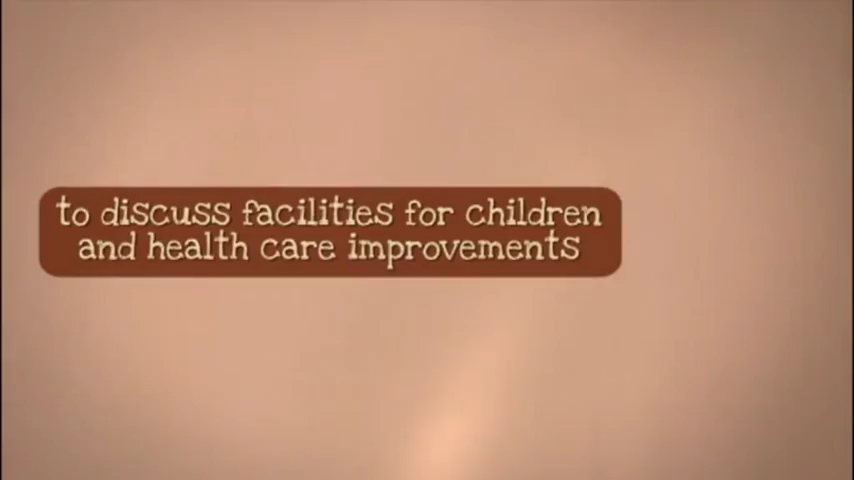 to discuss facilities for children
and health care improvements